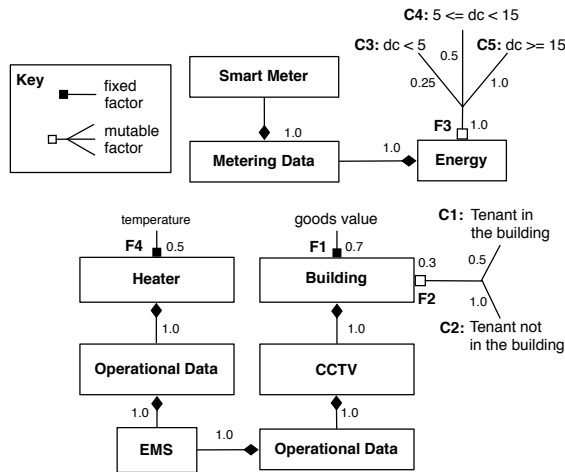 C4: 5 <= dc < 15
C3: dc < 5
C5: dc >= 15
0.5
0.25
1.0
Key
fixed
factor
mutable
factor
Smart Meter
1.0
F3
1.0
Metering Data
1.0
Energy
temperature
F4
0.5
Heater
goods value
F1
0.7
Building
0.3
F2
C1: Tenant in
the building
0.5
1.0
C2: Tenant not
in the building
1.0
1.0
Operational Data
CCTV
1.0
1.0
EMS
1.0
Operational Data